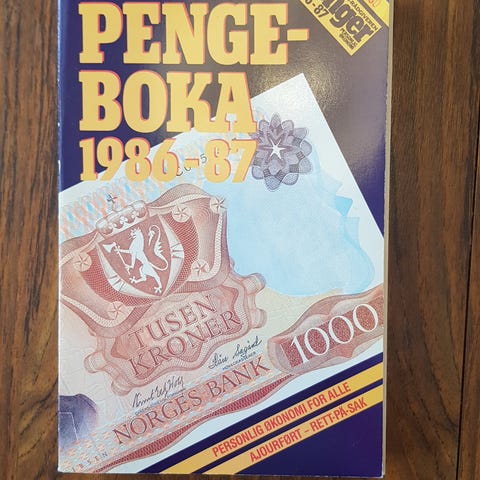 PENGE-
BOKA
1986-87
TUSEN
KRONER
1000
NORGES BANK
PERSONLIG ØKONOMI FOR ALLE
AJOURFØRT - RETT-PÅ-SAK